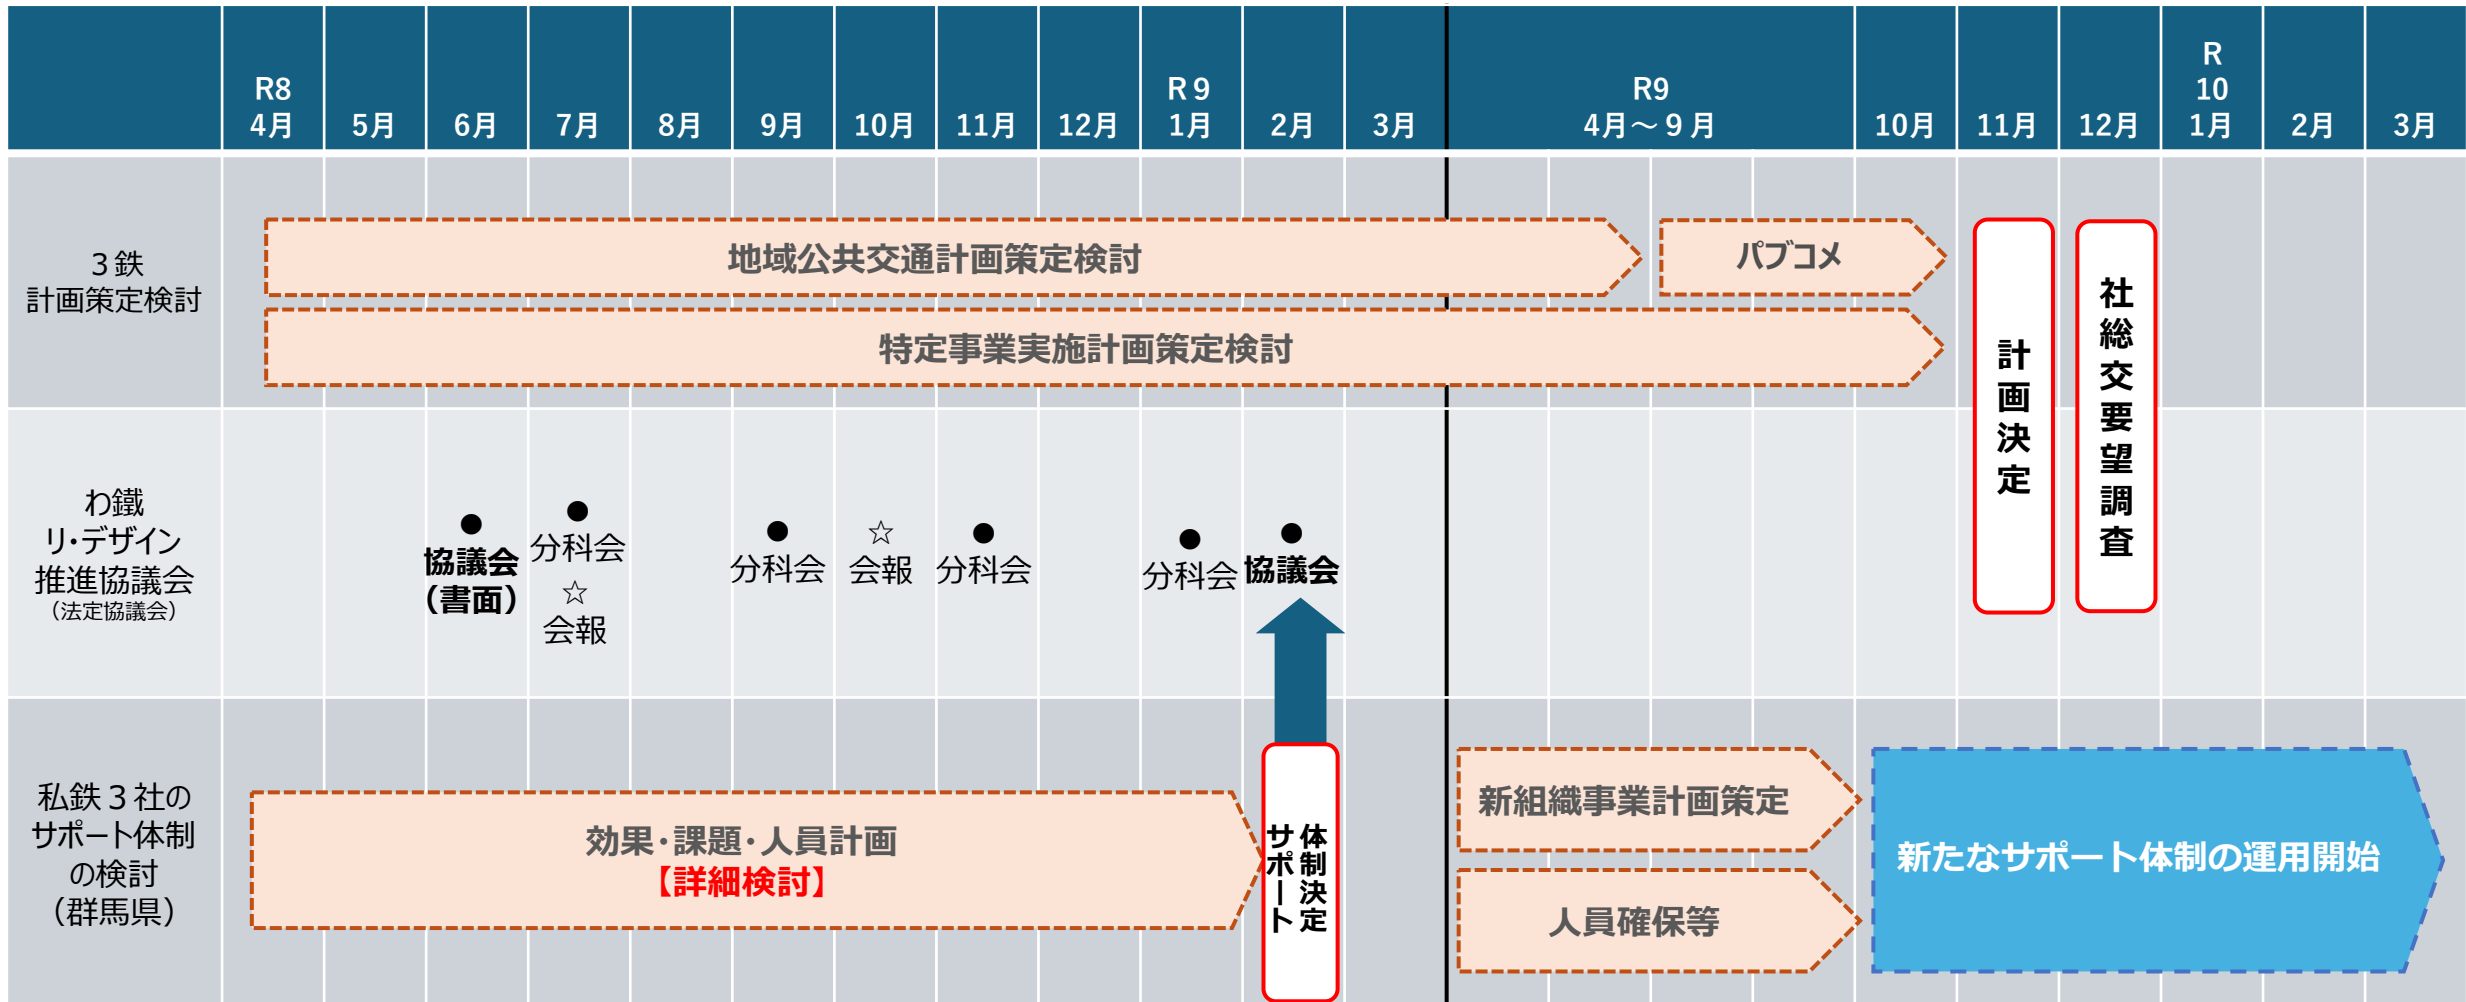 R8
4月
5月
6月
7月
8月
9月
10月
11月
12月
R９
1月
2月
3月
R9
4月～９月
10月
11月
12月
R
10
1月
2月
3月
３鉄
計画策定検討
地域公共交通計画策定検討
パブコメ
特定事業実施計画策定検討
計画決定
社総交要望調査
わ鐵
リ・デザイン
推進協議会
（法定協議会）
●
協議会
（書面）
●
分科会
☆
会報
●
分科会
☆
会報
●
分科会
●
分科会
●
協議会
私鉄３社の
サポート体制
の検討
（群馬県）
効果・課題・人員計画
【詳細検討】
サポート
体制決定
新組織事業計画策定
人員確保等
新たなサポート体制の運用開始